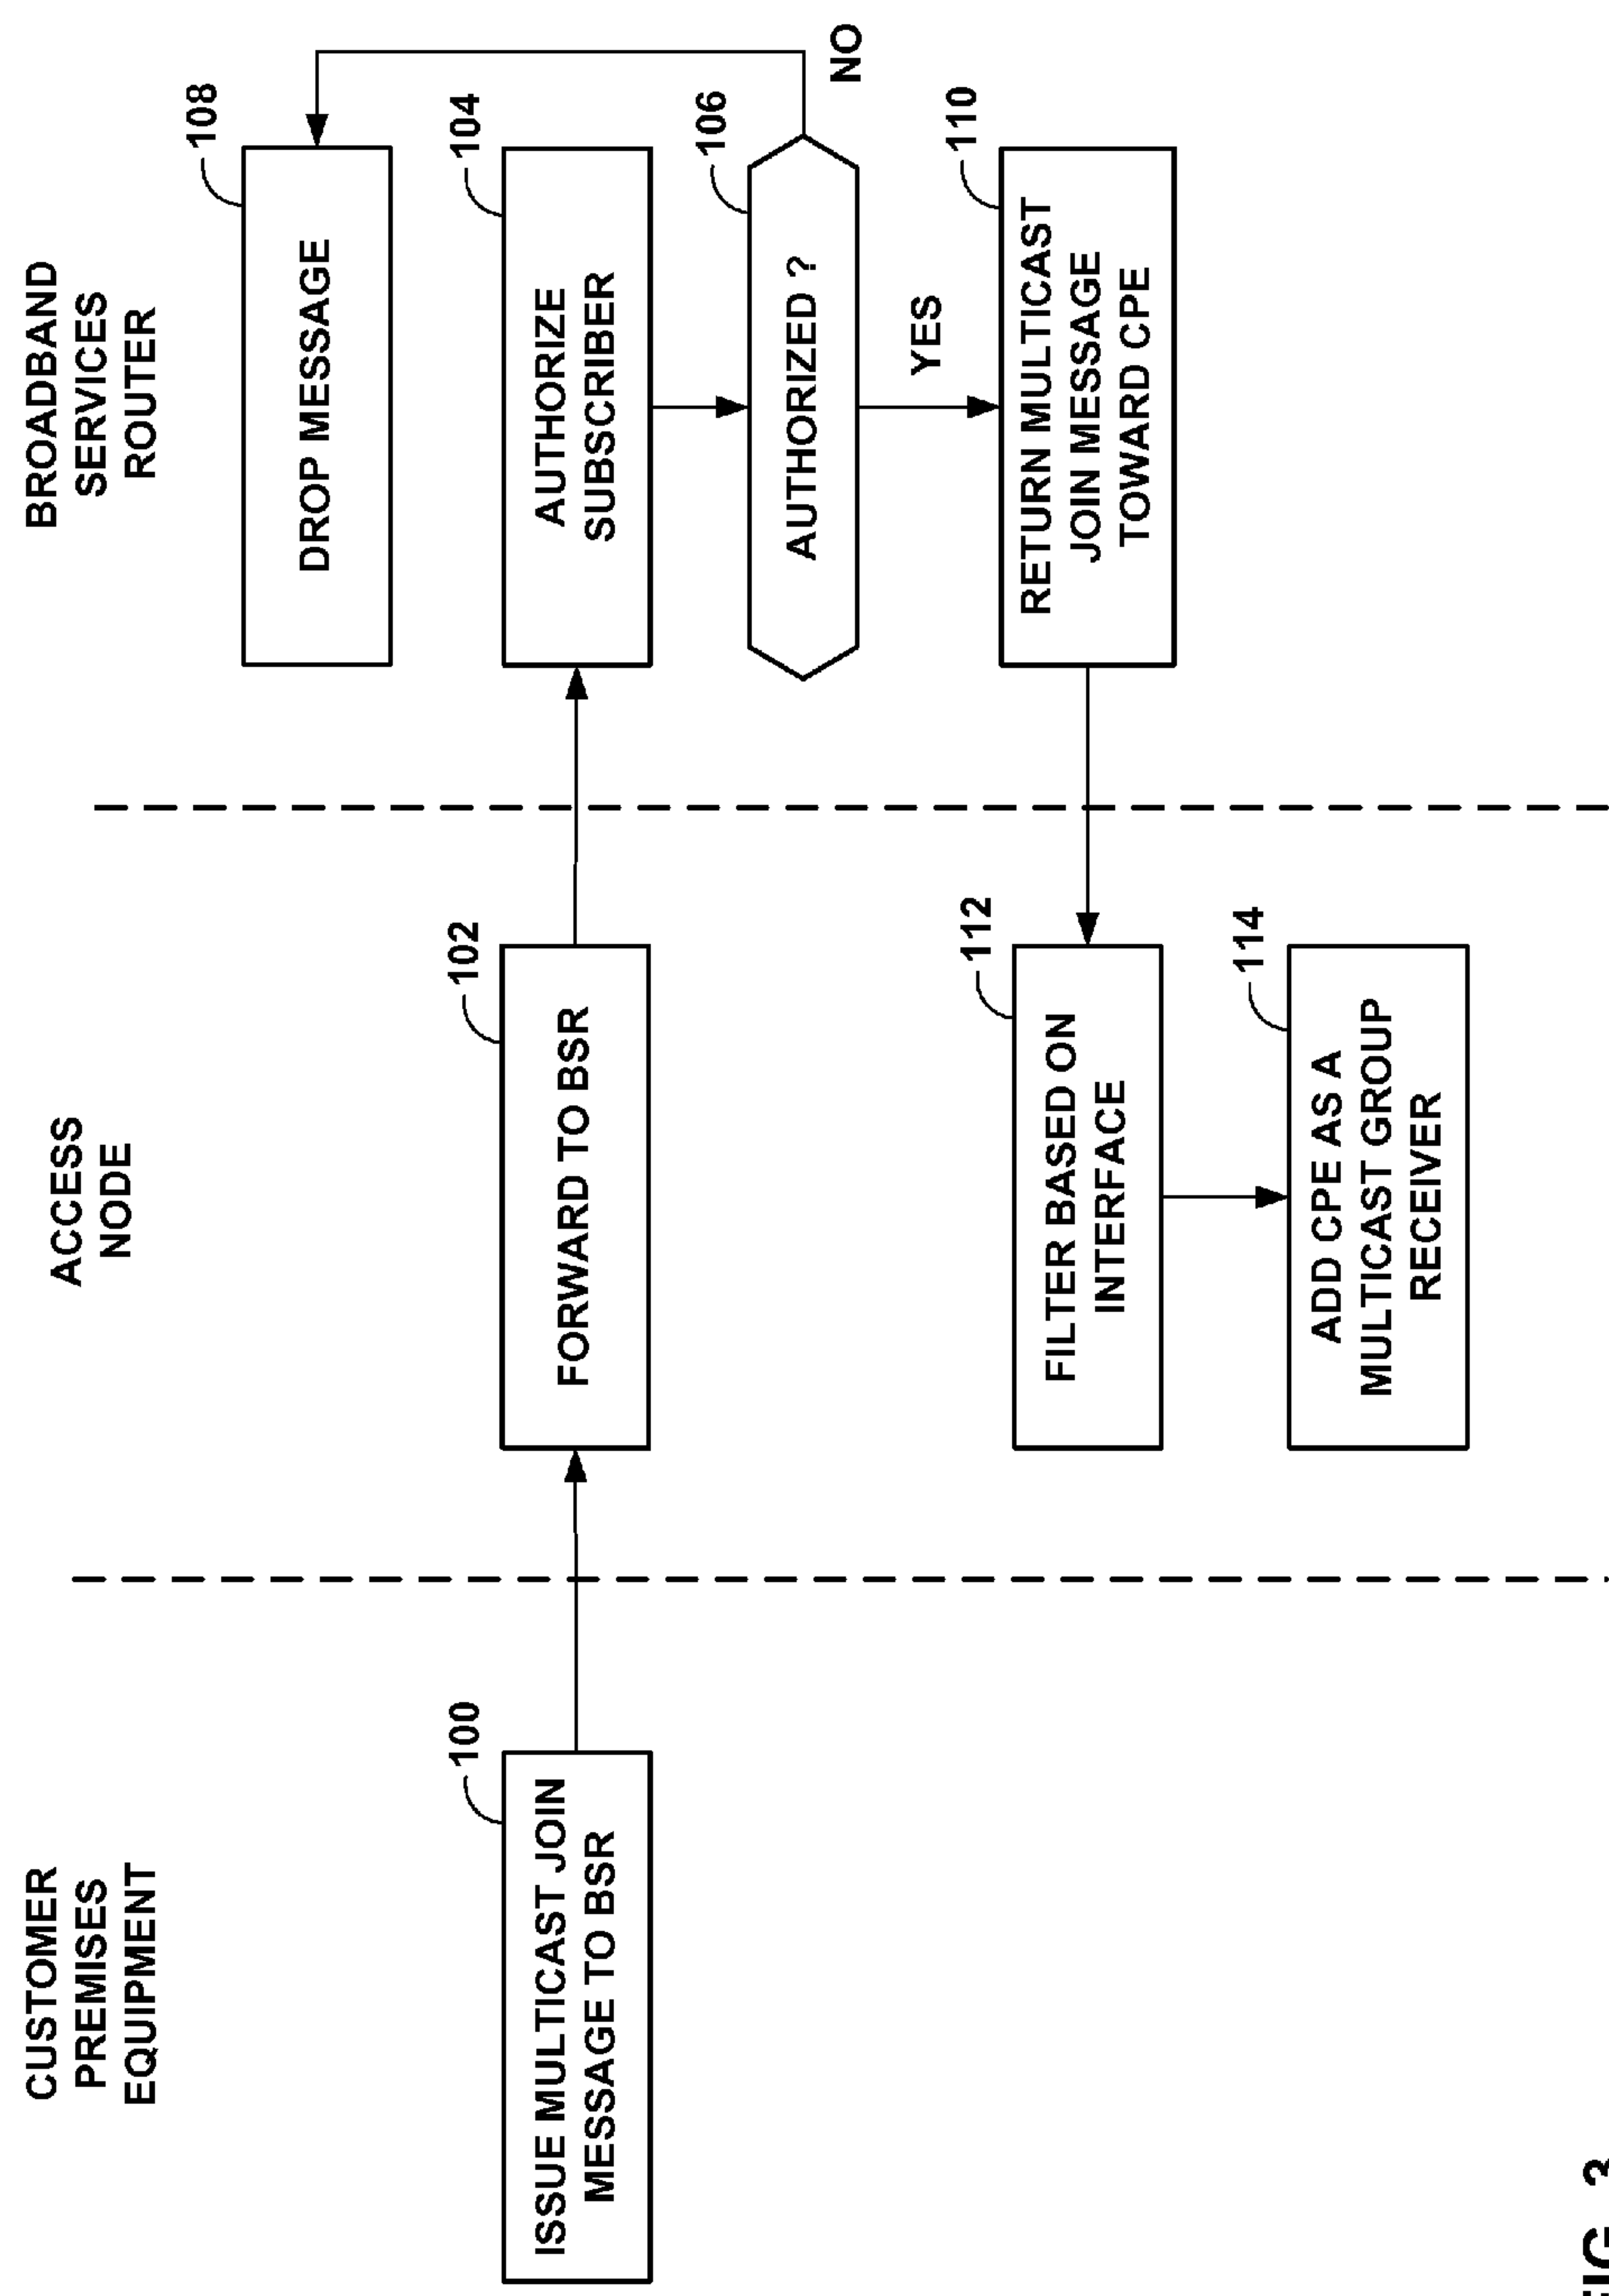 CUSTOMER
PREMISES
EQUIPMENT
ACCESS
NODE
BROADBAND
SERVICES
ROUTER
108
DROP MESSAGE
100
ISSUE MULTICAST JOIN
MESSAGE TO BSR
102
FORWARD TO BSR
104
AUTHORIZE
SUBSCRIBER
106
AUTHORIZED ?
NO
YES
110
RETURN MULTICAST
JOIN MESSAGE
TOWARD CPE
112
FILTER BASED ON
INTERFACE
114
ADD CPE AS A
MULTICAST GROUP
RECEIVER
FIG. 3